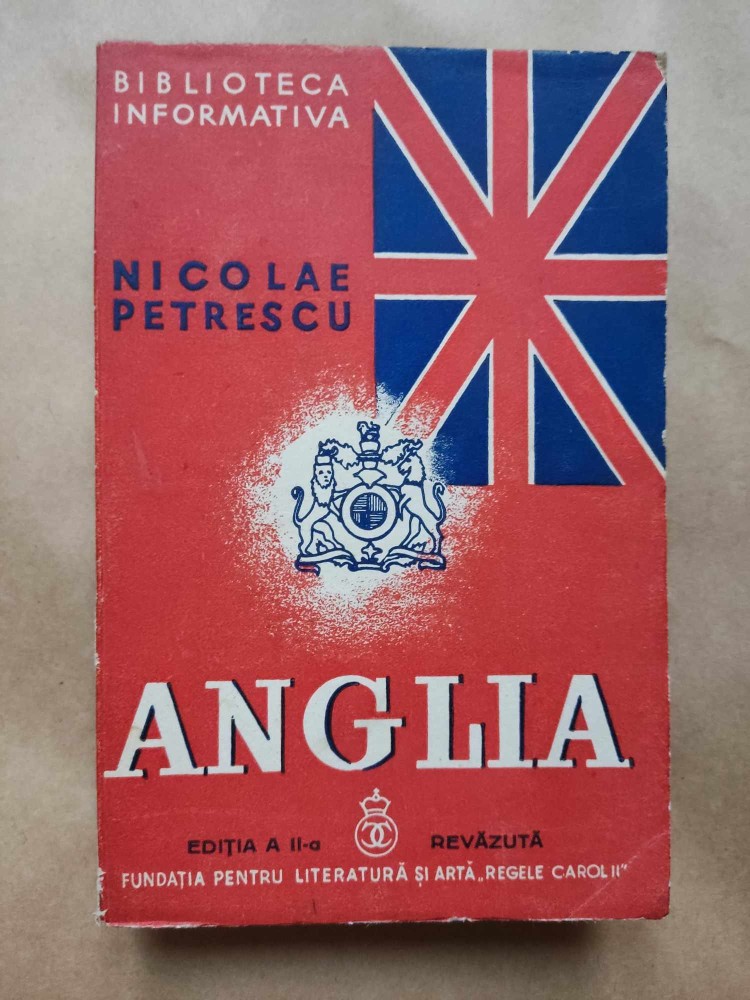 BIBLIOTECA
INFORMATIVA
NICOLAE
PETRESCU
ANGLIA
EDIȚIA A II-a REVĂZUTĂ
FUNDAȚIA PENTRU LITERATURĂ ȘI ARTĂ „REGELE CAROL II"